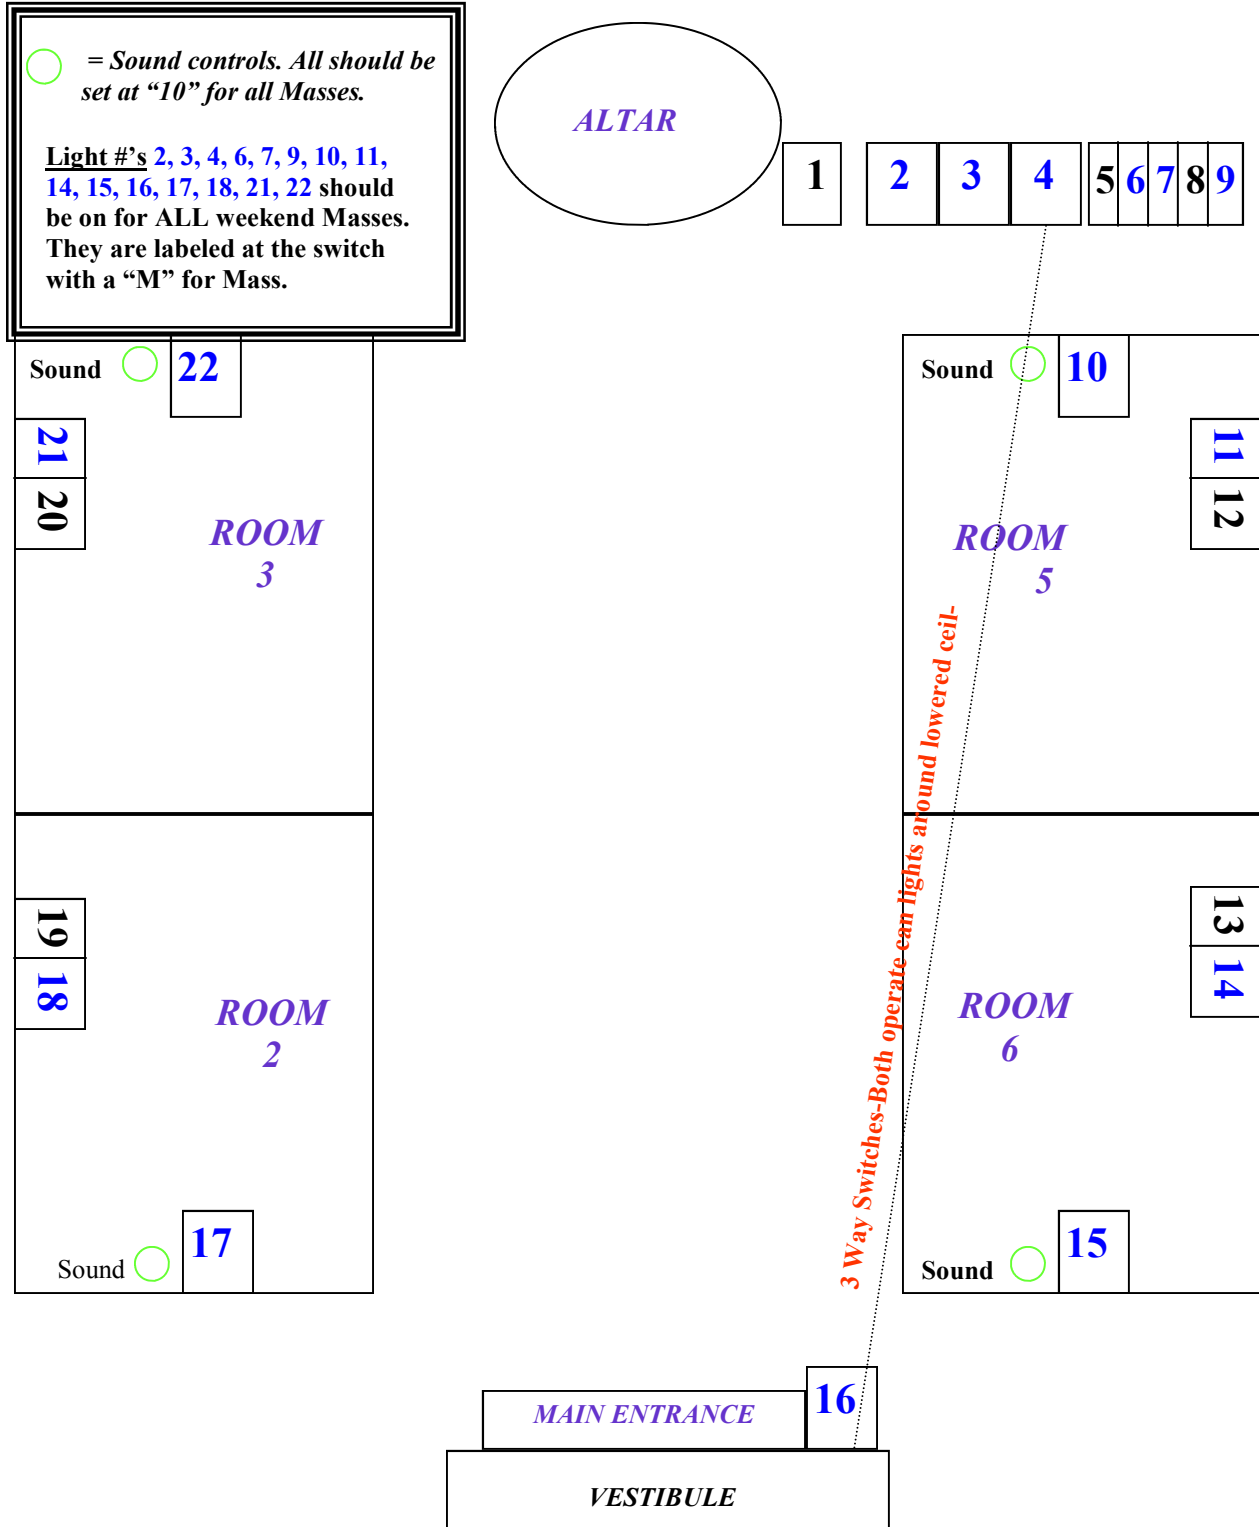 = Sound controls. All should be
set at “10” for all Masses.
Light #’s 2, 3, 4, 6, 7, 9, 10, 11,
14, 15, 16, 17, 18, 21, 22 should
be on for ALL weekend Masses.
They are labeled at the switch
with a “M” for Mass.
ALTAR
1 2 3 4 5 6 7 8 9
Sound 22
21
20
ROOM
3
Sound 10
11
12
ROOM
5
3 Way Switches-Both operate can lights around lowered ceil-
19
18
ROOM
2
Sound 17
13
14
ROOM
6
Sound 15
MAIN ENTRANCE 16
VESTIBULE